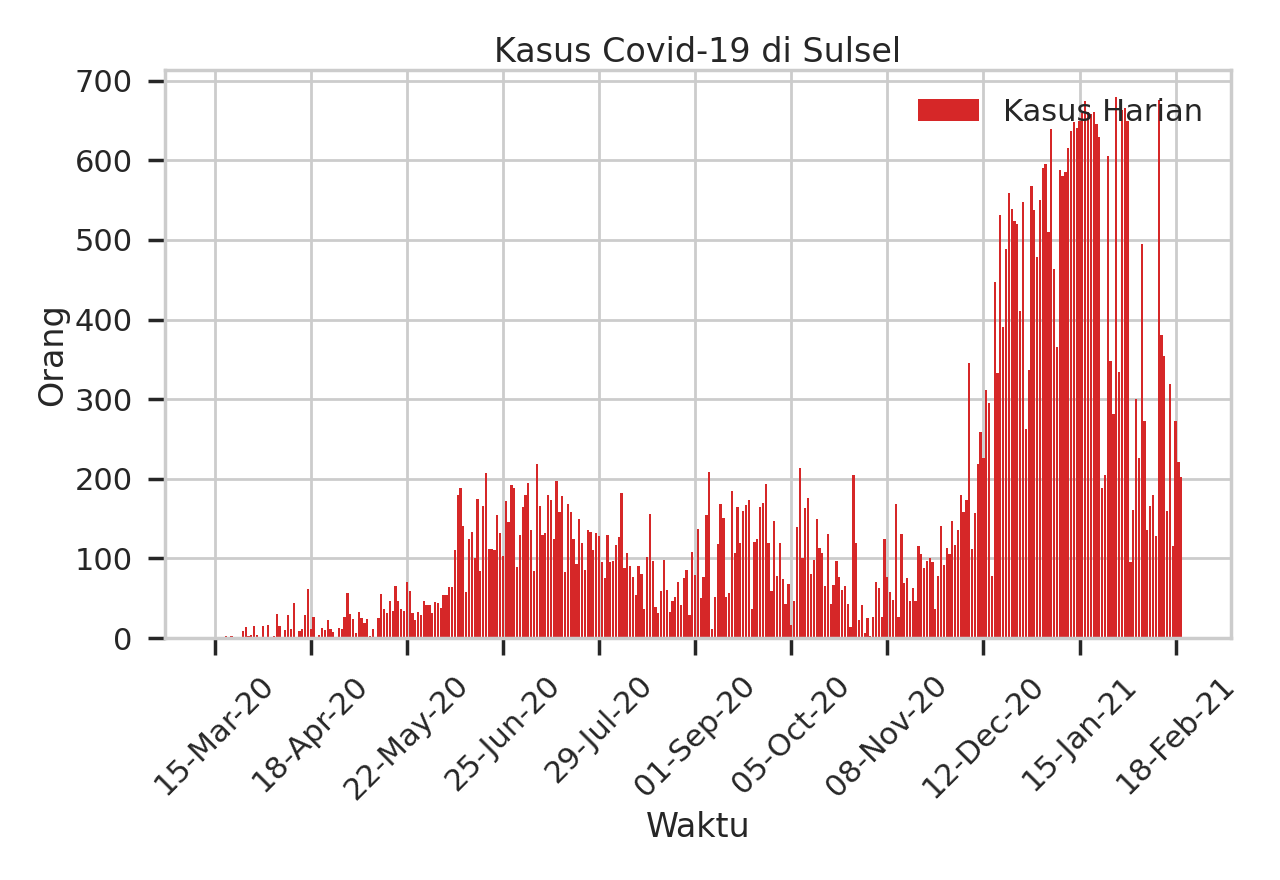 Kasus Covid-19 di Sulsel
Kasus Harian
Orang
700
600
500
400
300
200
100
0
15-Mar-20
18-Apr-20
22-May-20
25-Jun-20
29-Jul-20
01-Sep-20
05-Oct-20
08-Nov-20
12-Dec-20
15-Jan-21
18-Feb-21
Waktu